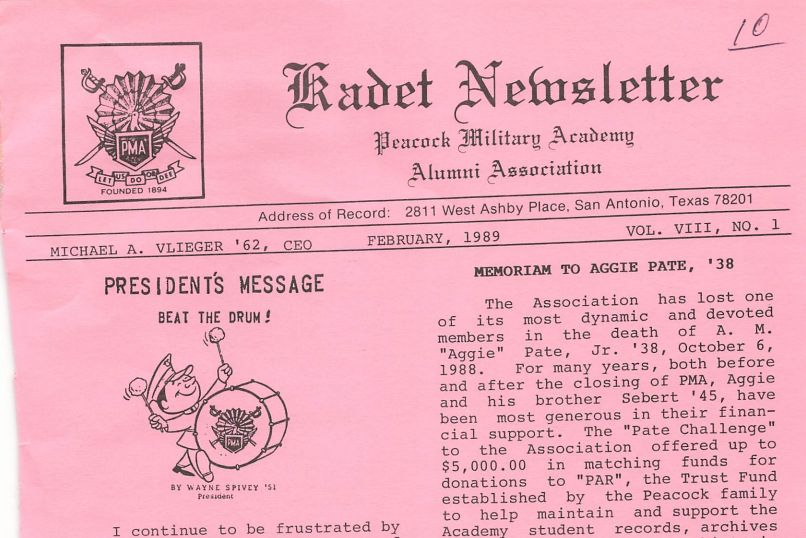 10
Kadet Newsletter
Peacock Military Academy
Alumni Association
PMA
LET US DO OR DIE
FOUNDED 1894
Address of Record: 2811 West Ashby Place, San Antonio, Texas 78201
MICHAEL A. VLIEGER '62, CEO FEBRUARY, 1989 VOL. VIII, NO. 1
PRESIDENT'S MESSAGE
BEAT THE DRUM!
PMA
BY WAYNE SPIVEY '51
President
I continue to be frustrated by
MEMORIAM TO AGGIE PATE, '38
The Association has lost one
of its most dynamic and devoted
members in the death of A. M.
"Aggie" Pate, Jr. '38, October 6,
1988. For many years, both before
and after the closing of PMA, Aggie
and his brother Sebert '45, have
been most generous in their finan-
cial support. The "Pate Challenge"
to the Association offered up to
$5,000.00 in matching funds for
donations to "PAR", the Trust Fund
established by the Peacock family
to help maintain and support the
Academy student records, archives